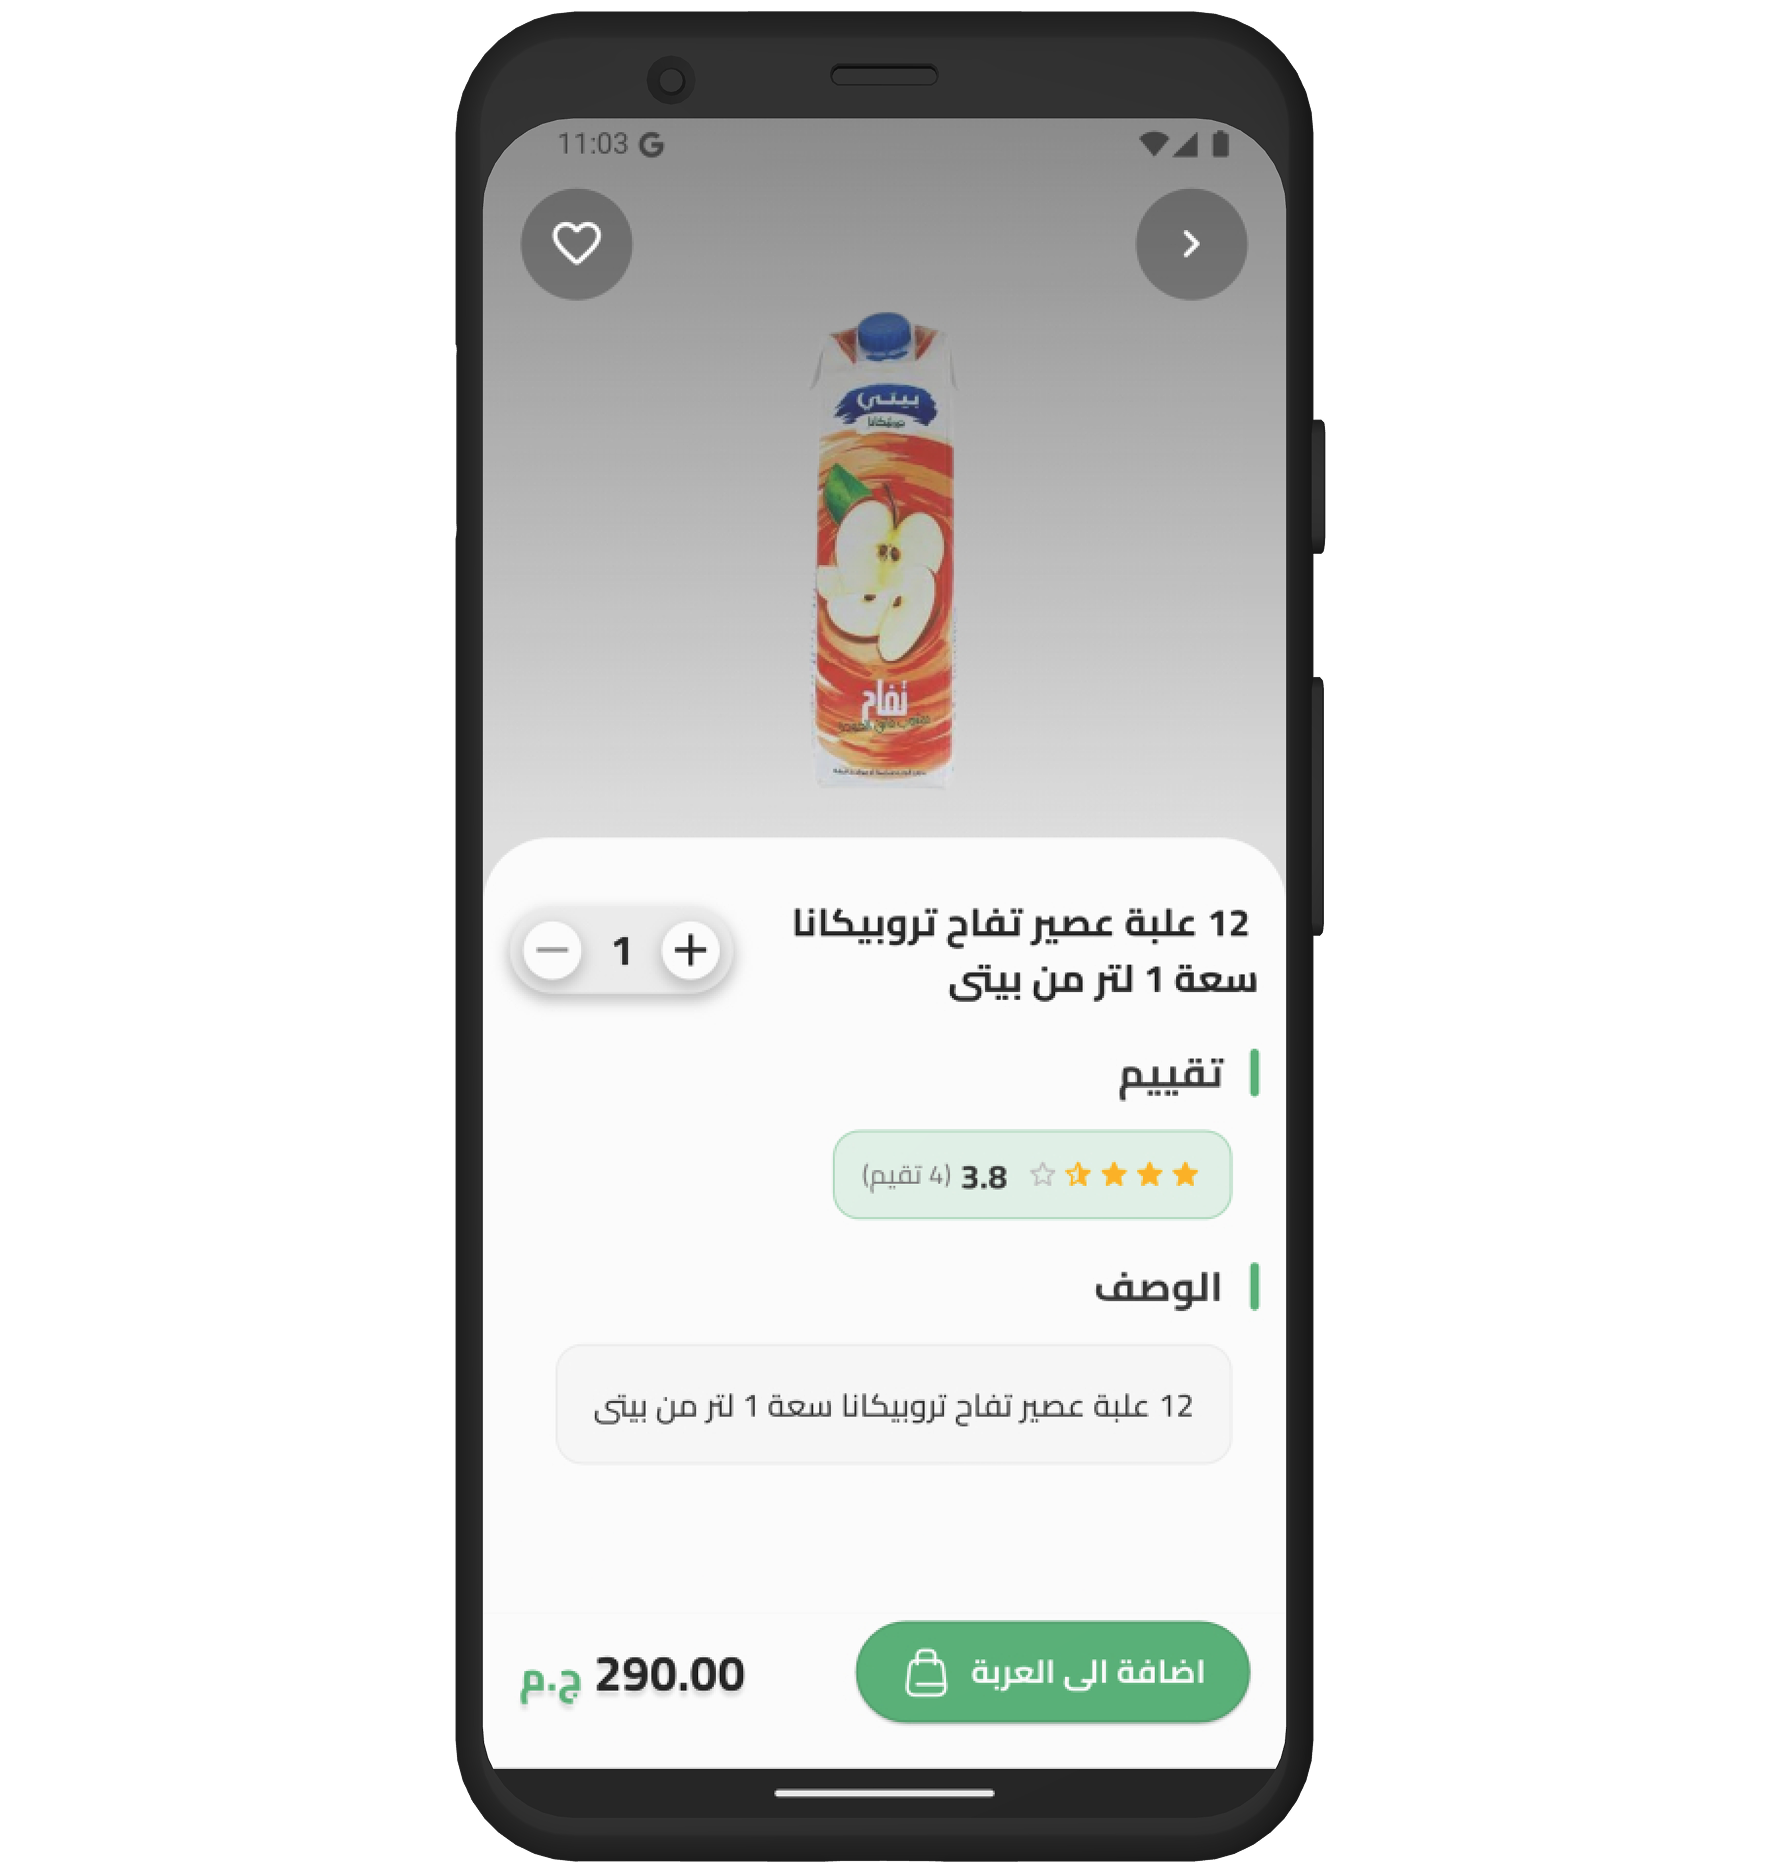 11:03
بيتي
تروبيكانا
تفاح
12 علبة عصير تفاح تروبيكانا
سعة 1 لتر من بيتى
1
تقييم
3.8 (4 تقيم)
الوصف
12 علبة عصير تفاح تروبيكانا سعة 1 لتر من بيتى
اضافة الى العربة
290.00 ج.م